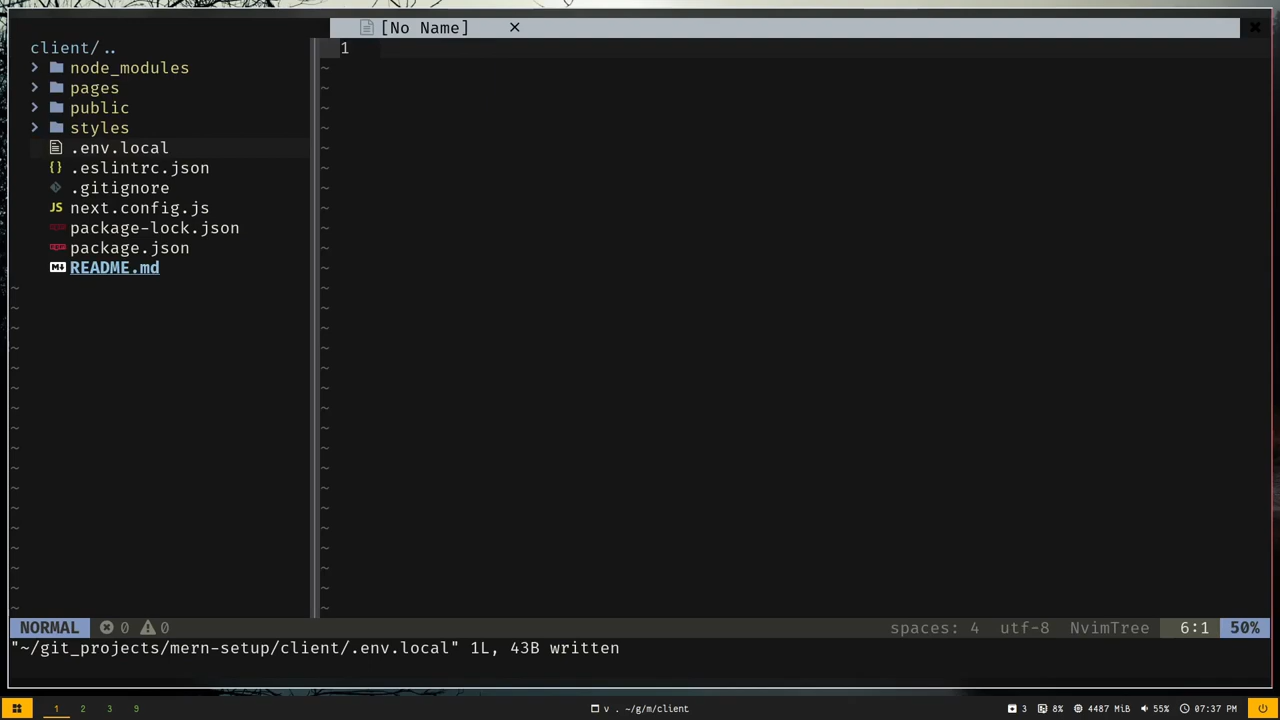 [No Name] ✕
client/..
node_modules
pages
public
styles
.env.local
{} .eslintrc.json
.gitignore
JS next.config.js
package-lock.json
package.json
M↓ README.md
1
NORMAL 0 0 spaces: 4 utf-8 NvimTree 6:1 50%
"~/git_projects/mern-setup/client/.env.local" 1L, 43B written
1 2 3 9 v . ~/g/m/client 3 8% 4487 MiB 55% 07:37 PM